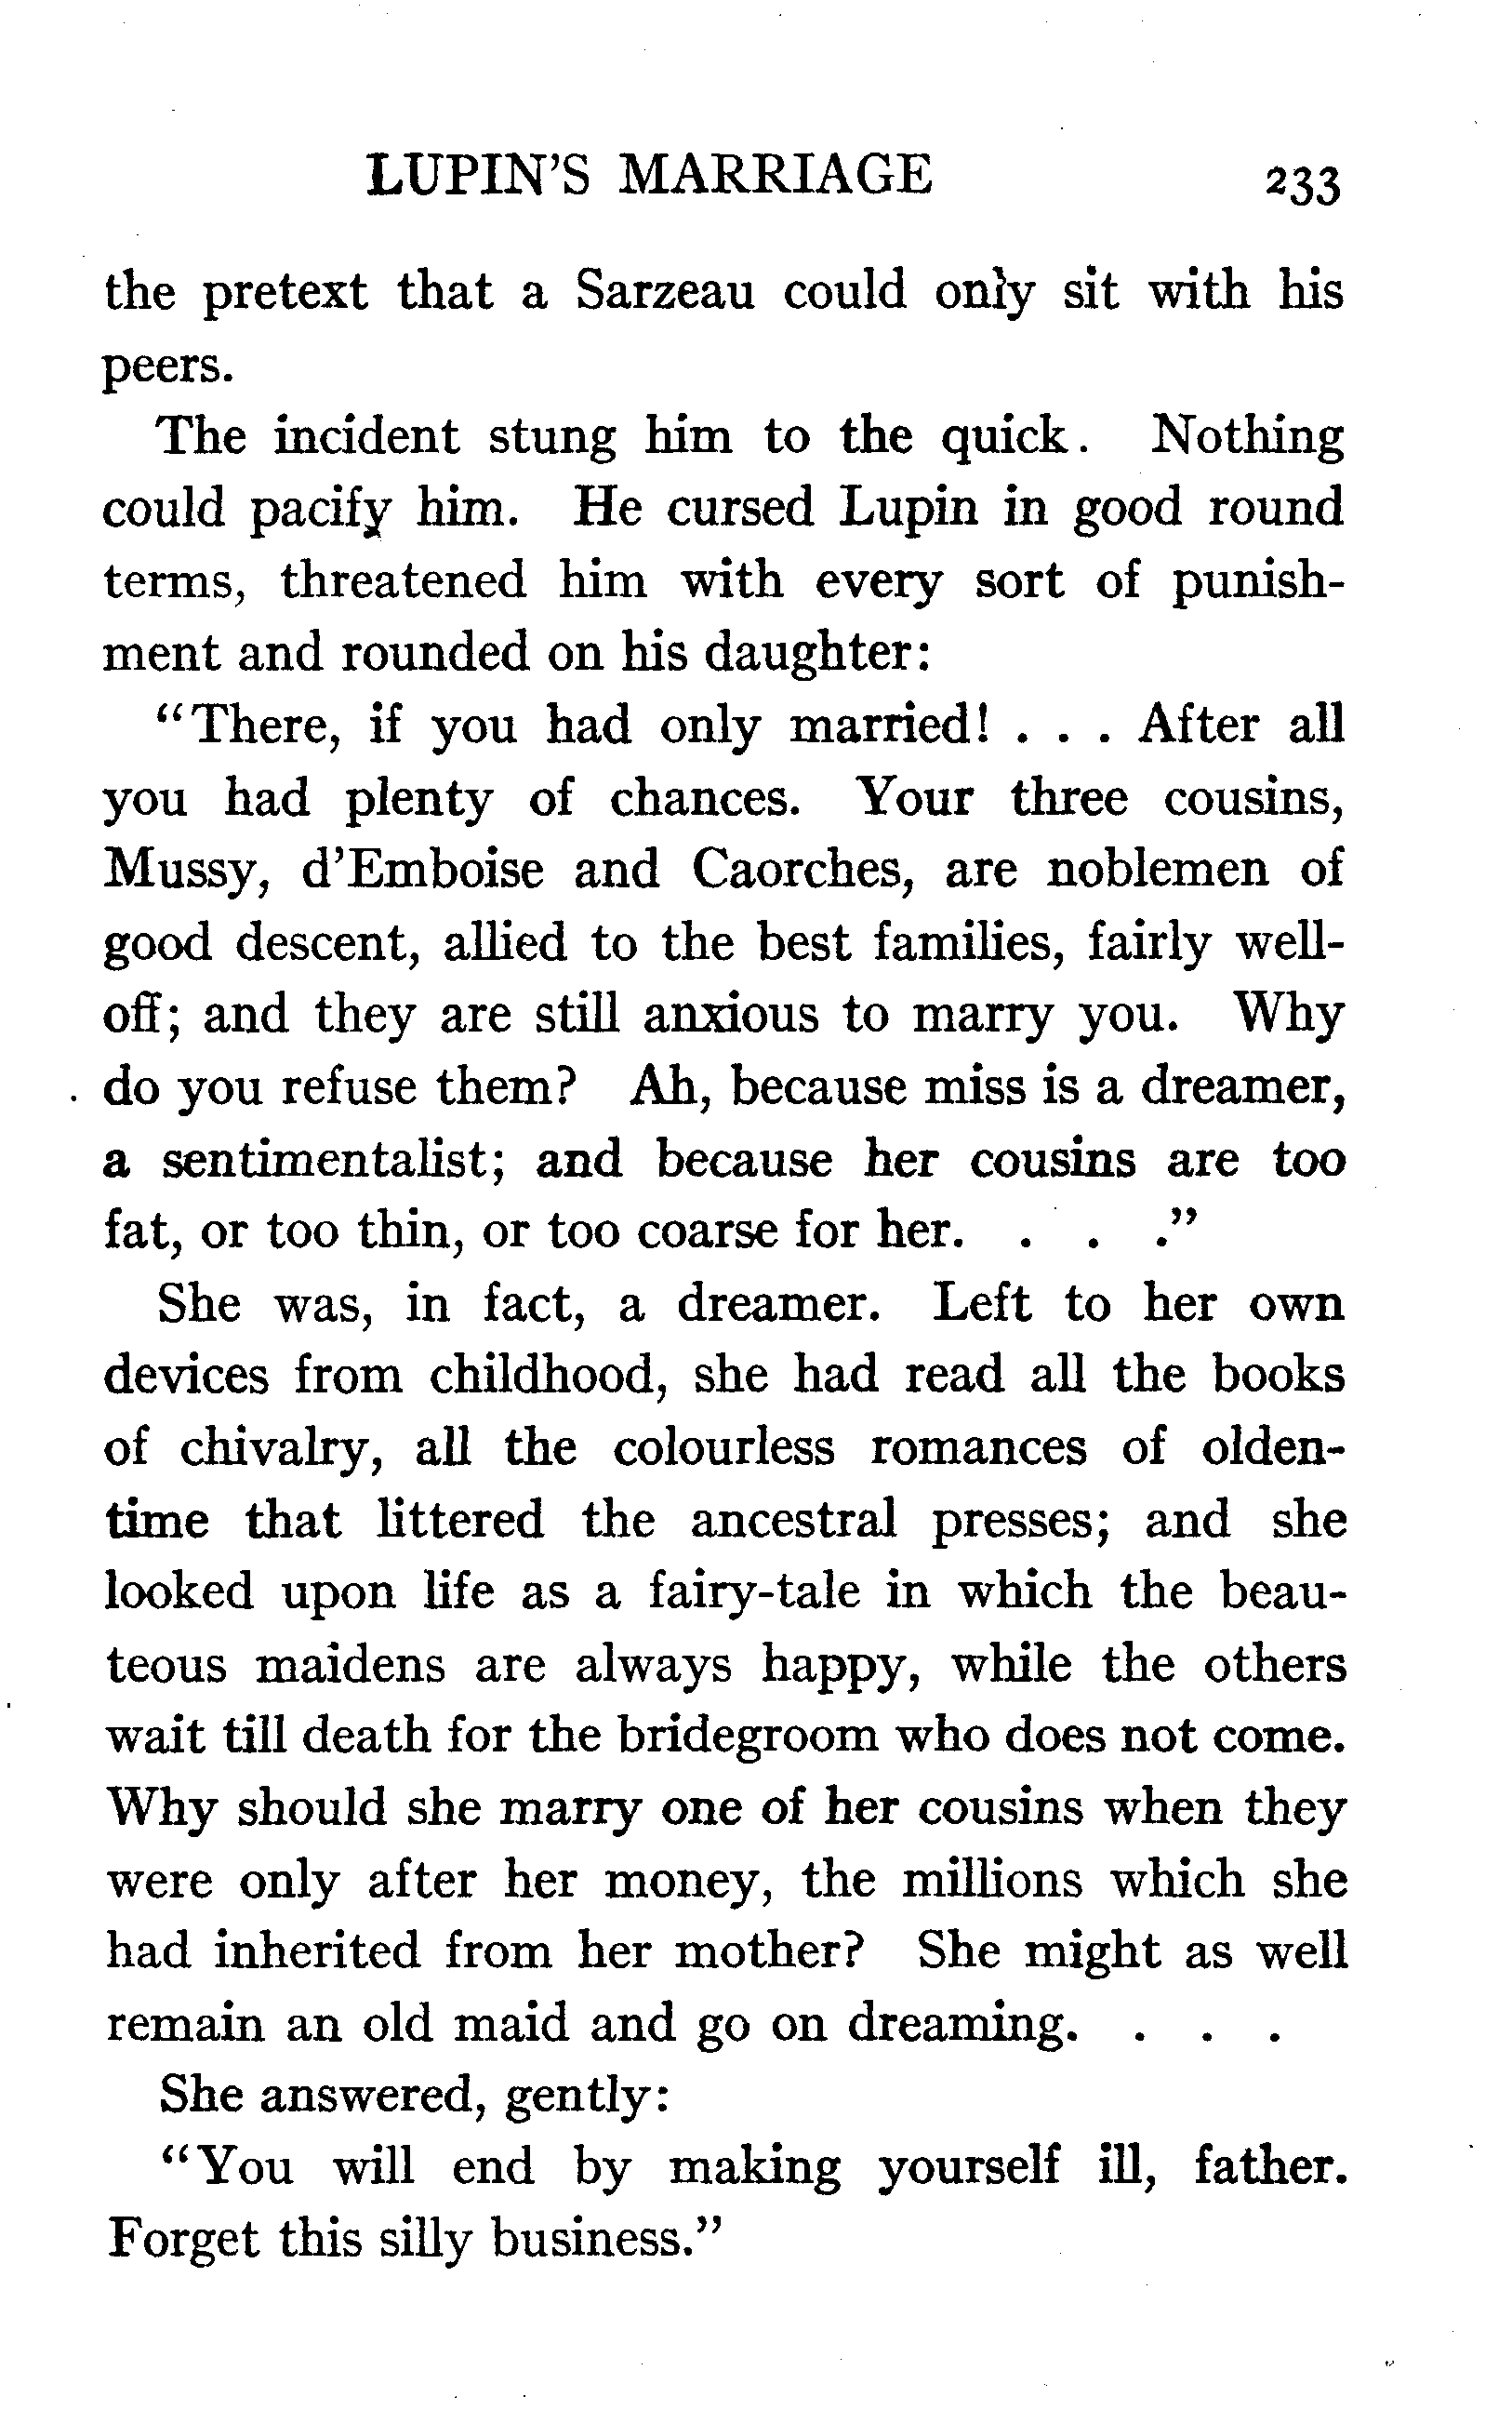 LUPIN'S MARRIAGE 233
the pretext that a Sarzeau could only sit with his
peers.
The incident stung him to the quick. Nothing
could pacify him. He cursed Lupin in good round
terms, threatened him with every sort of punish-
ment and rounded on his daughter:
"There, if you had only married! . . . After all
you had plenty of chances. Your three cousins,
Mussy, d'Emboise and Caorches, are noblemen of
good descent, allied to the best families, fairly well-
off; and they are still anxious to marry you. Why
do you refuse them? Ah, because miss is a dreamer,
a sentimentalist; and because her cousins are too
fat, or too thin, or too coarse for her. . . ."
She was, in fact, a dreamer. Left to her own
devices from childhood, she had read all the books
of chivalry, all the colourless romances of olden-
time that littered the ancestral presses; and she
looked upon life as a fairy-tale in which the beau-
teous maidens are always happy, while the others
wait till death for the bridegroom who does not come.
Why should she marry one of her cousins when they
were only after her money, the millions which she
had inherited from her mother? She might as well
remain an old maid and go on dreaming. . . .
She answered, gently:
"You will end by making yourself ill, father.
Forget this silly business."